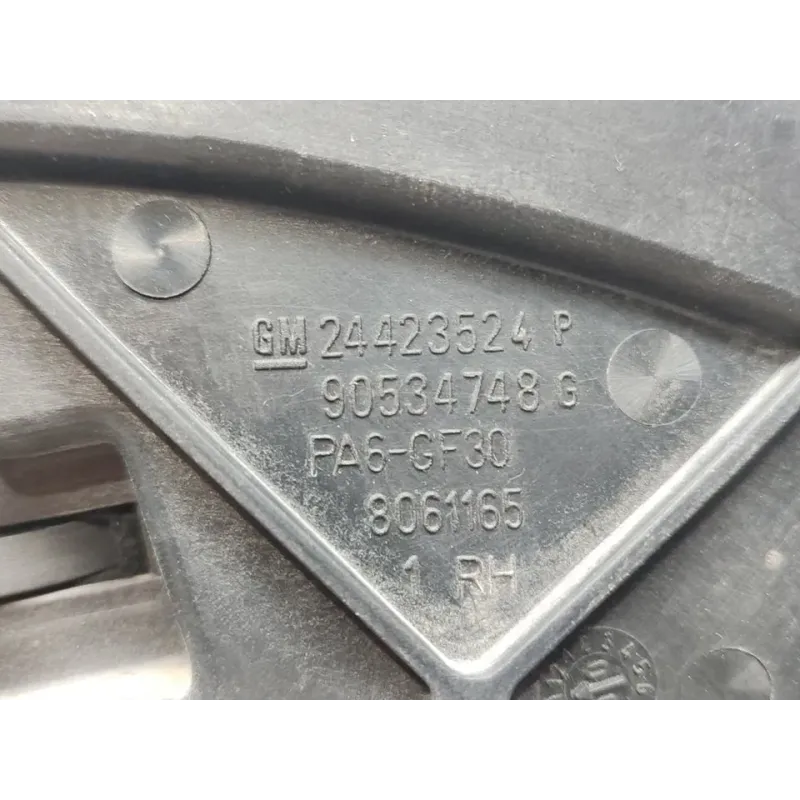 GM 24423524 P
90534748 G
PA6-GF30
8061165
1 RH